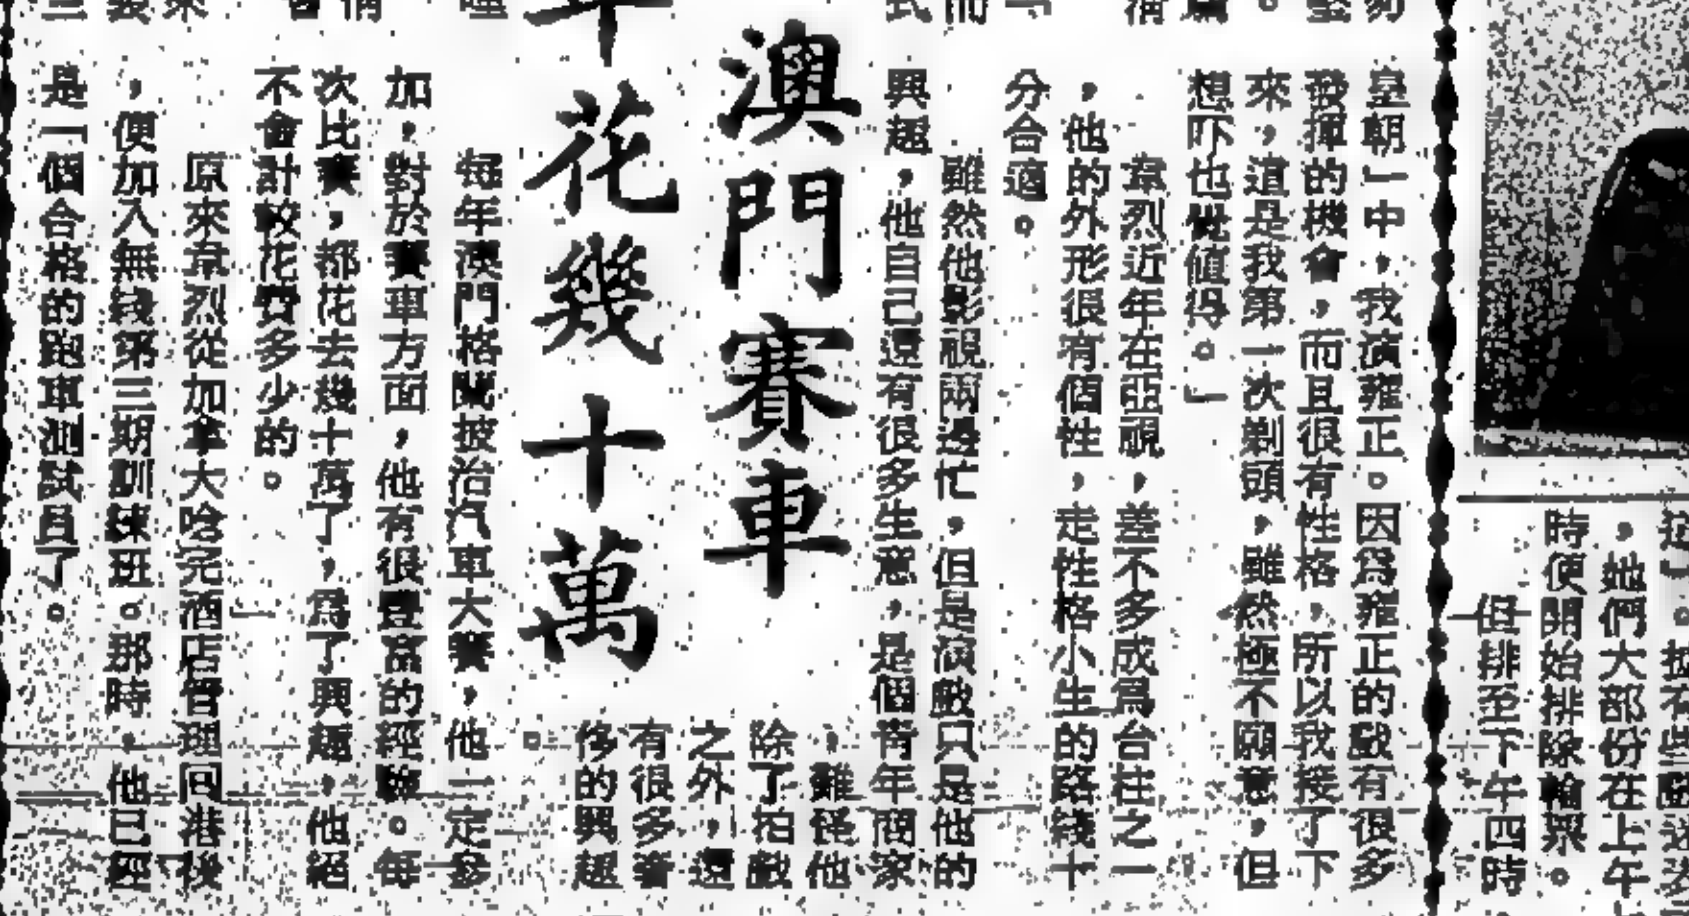 皇朝」中，我演雍正。因爲雍正的戲有很多
發揮的機會，而且很有性格，所以我接了下
來，這是我第一次剃頭，雖然極不願意，但
想吓也覺值得。」
韋烈近年在亞視，差不多成爲台柱之一
，他的外形很有個性，走性格小生的路綫十
分合適。
雖然他影視兩邊忙，但是演戲只是他的
興趣，他自己還有很多生意，是個青年商家
，難怪他
除了拍戲
之外，還
有很多奢
侈的興趣
。
澳門賽車
年花幾十萬
每年澳門格蘭披治汽車大賽，他一定參
加，對於賽車方面，他有很豐富的經驗。每
次比賽，都花去幾十萬了，爲了興趣，他絕
不會計較花費多少的。
原來韋烈從加拿大唸完酒店管理回港後
，便加入無綫第三期訓練班。那時，他已經
是一個合格的跑車測試員了。
，她們大部份在上午
時便開始排隊輪票。
但排至下午四時